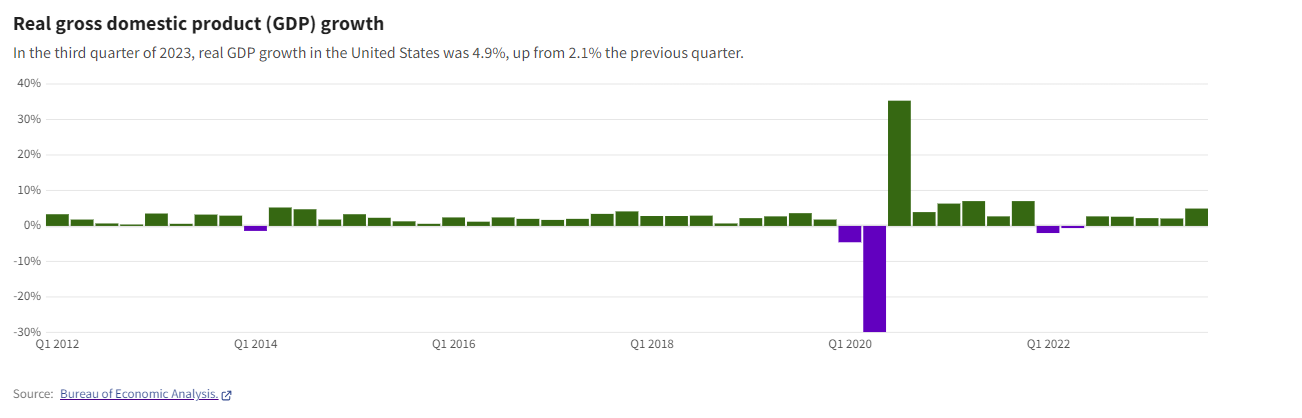 Real gross domestic product (GDP) growth
In the third quarter of 2023, real GDP growth in the United States was 4.9%, up from 2.1% the previous quarter.
40%
30%
20%
10%
0%
-10%
-20%
-30%
Q1 2012 Q1 2014 Q1 2016 Q1 2018 Q1 2020 Q1 2022
Source: Bureau of Economic Analysis.